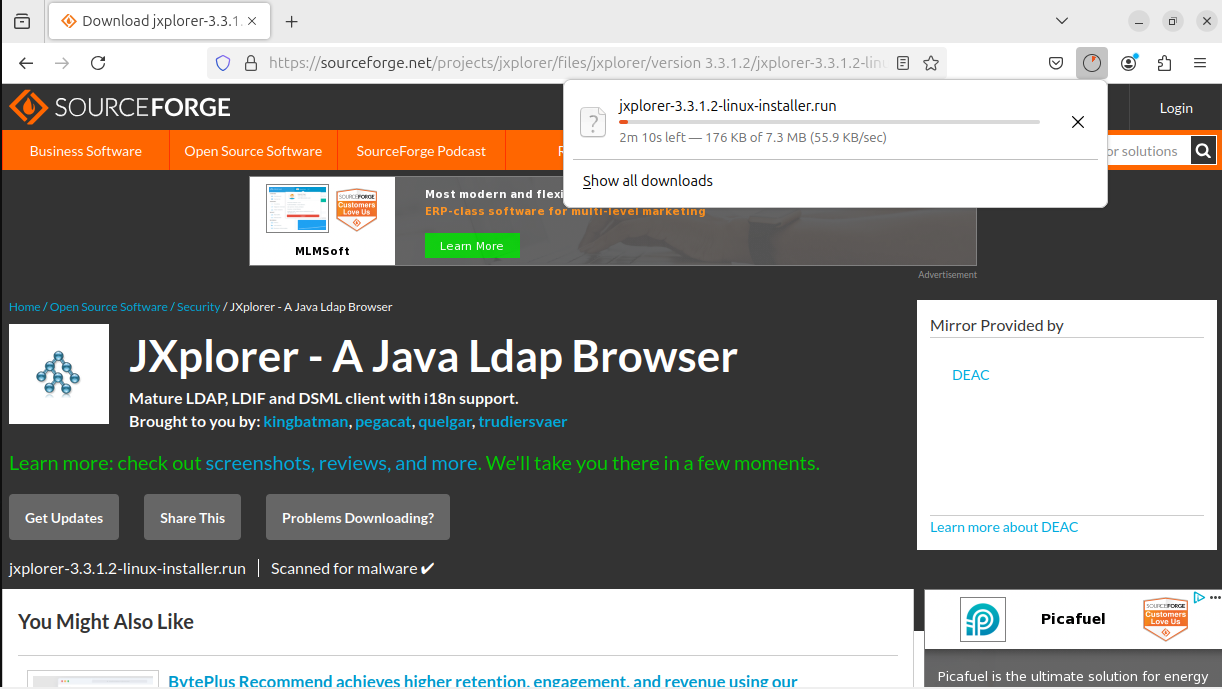 Download jxplorer-3.3.1.
https://sourceforge.net/projects/jxplorer/files/jxplorer/version 3.3.1.2/jxplorer-3.3.1.2-lin
SOURCEFORGE
Login
jxplorer-3.3.1.2-linux-installer.run
2m 10s left — 176 KB of 7.3 MB (55.9 KB/sec)
Show all downloads
Business Software
Open Source Software
SourceForge Podcast
R
or solutions
SOURCEFORGE
Customers
Love Us
MLMSoft
Most modern and flexi
ERP-class software for multi-level marketing
Learn More
Advertisement
Home / Open Source Software / Security / JXplorer - A Java Ldap Browser
JXplorer - A Java Ldap Browser
Mature LDAP, LDIF and DSML client with i18n support.
Brought to you by: kingbatman, pegacat, quelgar, trudiersvaer
Learn more: check out screenshots, reviews, and more. We'll take you there in a few moments.
Get Updates
Share This
Problems Downloading?
jxplorer-3.3.1.2-linux-installer.run
Scanned for malware ✔
Mirror Provided by
DEAC
Learn more about DEAC
You Might Also Like
BytePlus Recommend achieves higher retention, engagement, and revenue using our
Picafuel
SOURCEFORGE
Customers
Love Us
Picafuel is the ultimate solution for energy